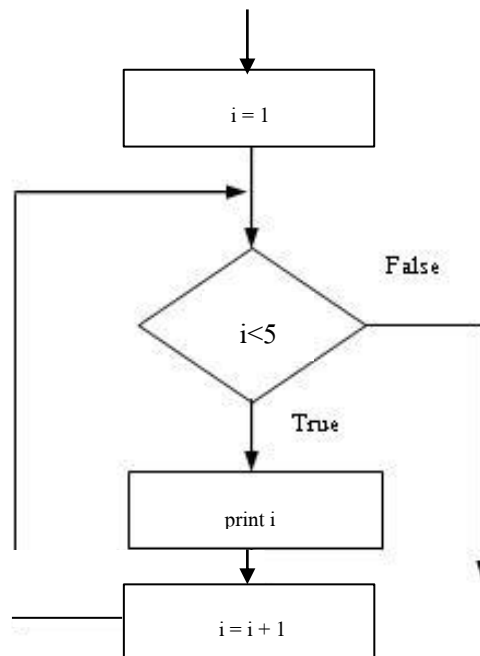 i = 1
False
i<5
True
print i
i = i + 1